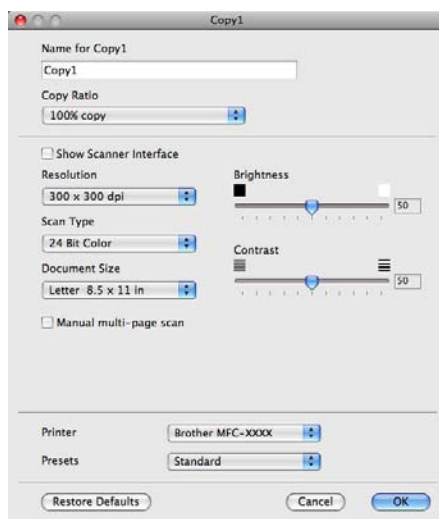 Copy1
Name for Copy1
Copy1
Copy Ratio
100% copy
Show Scanner Interface
Resolution
300 x 300 dpi
Scan Type
24 Bit Color
Document Size
Letter 8.5 x 11 in
Manual multi-page scan
Brightness
50
Contrast
50
Printer
Brother MFC-XXXX
Presets
Standard
Restore Defaults
Cancel
OK